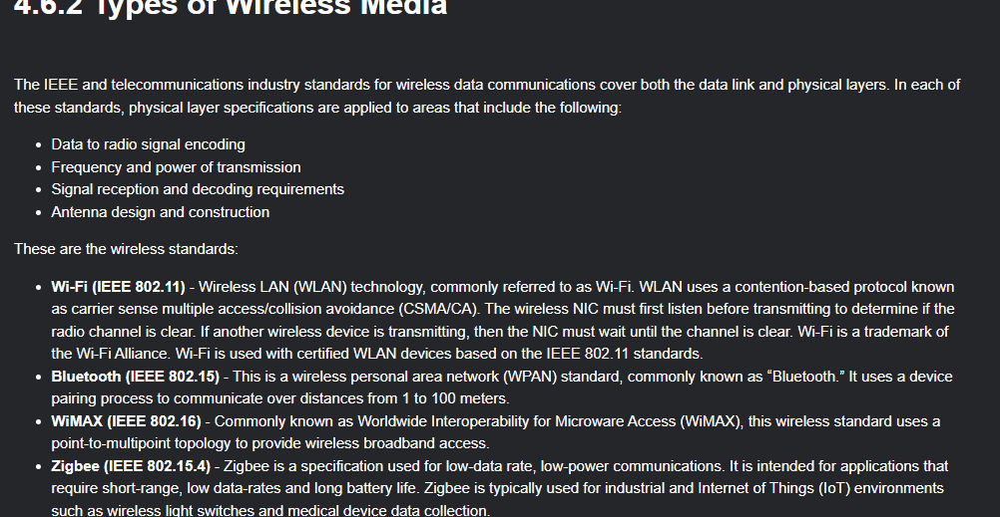 4.6.2 Types of Wireless Media
The IEEE and telecommunications industry standards for wireless data communications cover both the data link and physical layers. In each of
these standards, physical layer specifications are applied to areas that include the following:
• Data to radio signal encoding
• Frequency and power of transmission
• Signal reception and decoding requirements
• Antenna design and construction
These are the wireless standards:
• Wi-Fi (IEEE 802.11) - Wireless LAN (WLAN) technology, commonly referred to as Wi-Fi. WLAN uses a contention-based protocol known
as carrier sense multiple access/collision avoidance (CSMA/CA). The wireless NIC must first listen before transmitting to determine if the
radio channel is clear. If another wireless device is transmitting, then the NIC must wait until the channel is clear. Wi-Fi is a trademark of
the Wi-Fi Alliance. Wi-Fi is used with certified WLAN devices based on the IEEE 802.11 standards.
• Bluetooth (IEEE 802.15) - This is a wireless personal area network (WPAN) standard, commonly known as “Bluetooth.” It uses a device
pairing process to communicate over distances from 1 to 100 meters.
• WiMAX (IEEE 802.16) - Commonly known as Worldwide Interoperability for Microware Access (WiMAX), this wireless standard uses a
point-to-multipoint topology to provide wireless broadband access.
• Zigbee (IEEE 802.15.4) - Zigbee is a specification used for low-data rate, low-power communications. It is intended for applications that
require short-range, low data-rates and long battery life. Zigbee is typically used for industrial and Internet of Things (IoT) environments
such as wireless light switches and medical device data collection.